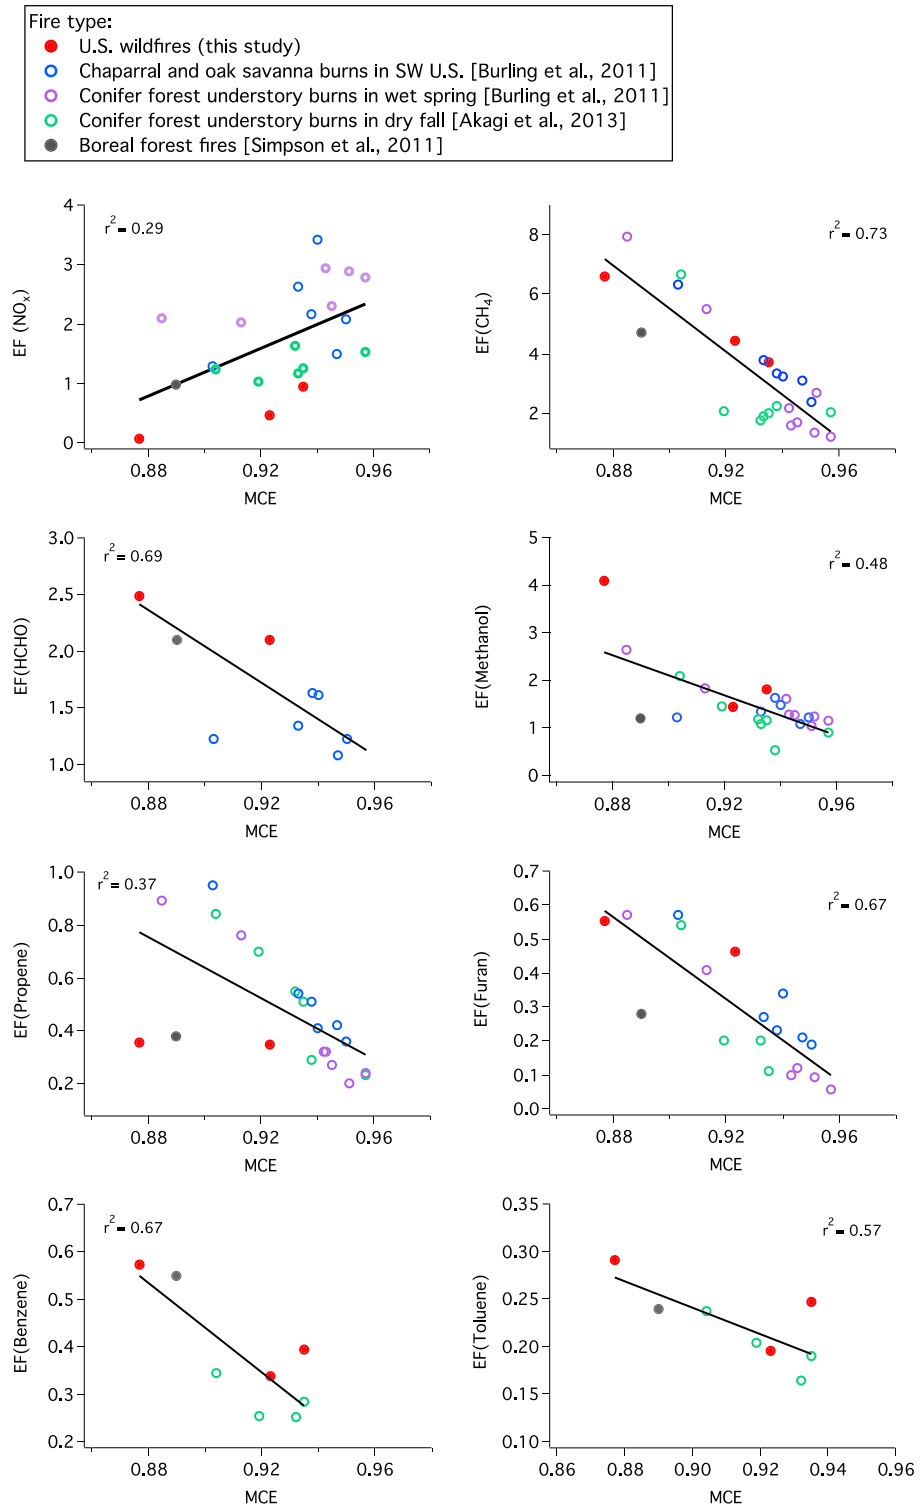 Fire type:
U.S. wildfires (this study)
Chaparral and oak savanna burns in SW U.S. [Burling et al., 2011]
Conifer forest understory burns in wet spring [Burling et al., 2011]
Conifer forest understory burns in dry fall [Akagi et al., 2013]
Boreal forest fires [Simpson et al., 2011]
4
3
2
1
0
EF (NOx)
r² = 0.29
0.88 0.92 0.96
MCE
8
6
4
2
EF(CH4)
r² = 0.73
0.88 0.92 0.96
MCE
3.0
2.5
2.0
1.5
1.0
EF(HCHO)
r² = 0.69
0.88 0.92 0.96
MCE
5
4
3
2
1
0
EF(Methanol)
r² = 0.48
0.88 0.92 0.96
MCE
1.0
0.8
0.6
0.4
0.2
EF(Propene)
r² = 0.37
0.88 0.92 0.96
MCE
0.7
0.6
0.5
0.4
0.3
0.2
0.1
0.0
EF(Furan)
r² = 0.67
0.88 0.92 0.96
MCE
0.7
0.6
0.5
0.4
0.3
0.2
EF(Benzene)
r² = 0.67
0.88 0.92 0.96
MCE
0.35
0.30
0.25
0.20
0.15
0.10
EF(Toluene)
r² = 0.57
0.86 0.88 0.90 0.92 0.94 0.96
MCE